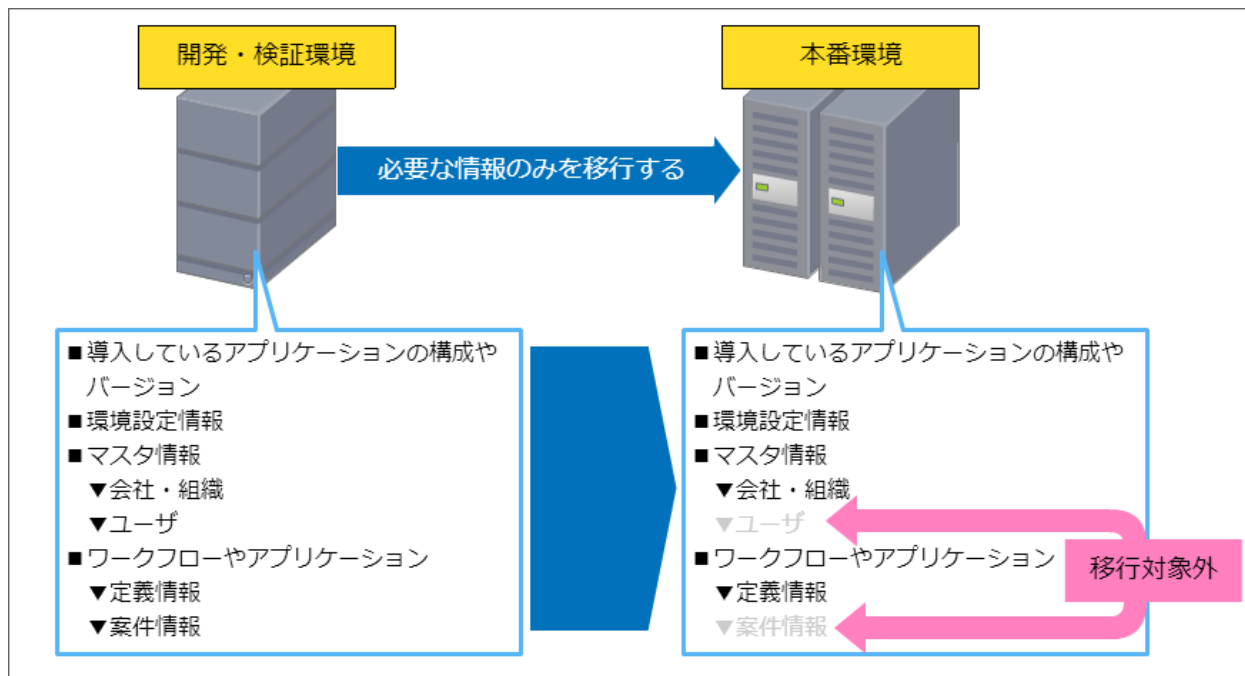 開発・検証環境
本番環境
必要な情報のみを移行する
■導入しているアプリケーションの構成や
バージョン
■環境設定情報
■マスタ情報
▼会社・組織
▼ユーザ
■ワークフローやアプリケーション
▼定義情報
▼案件情報
■導入しているアプリケーションの構成や
バージョン
■環境設定情報
■マスタ情報
▼会社・組織
▼ユーザ
■ワークフローやアプリケーション
▼定義情報
▼案件情報
移行対象外